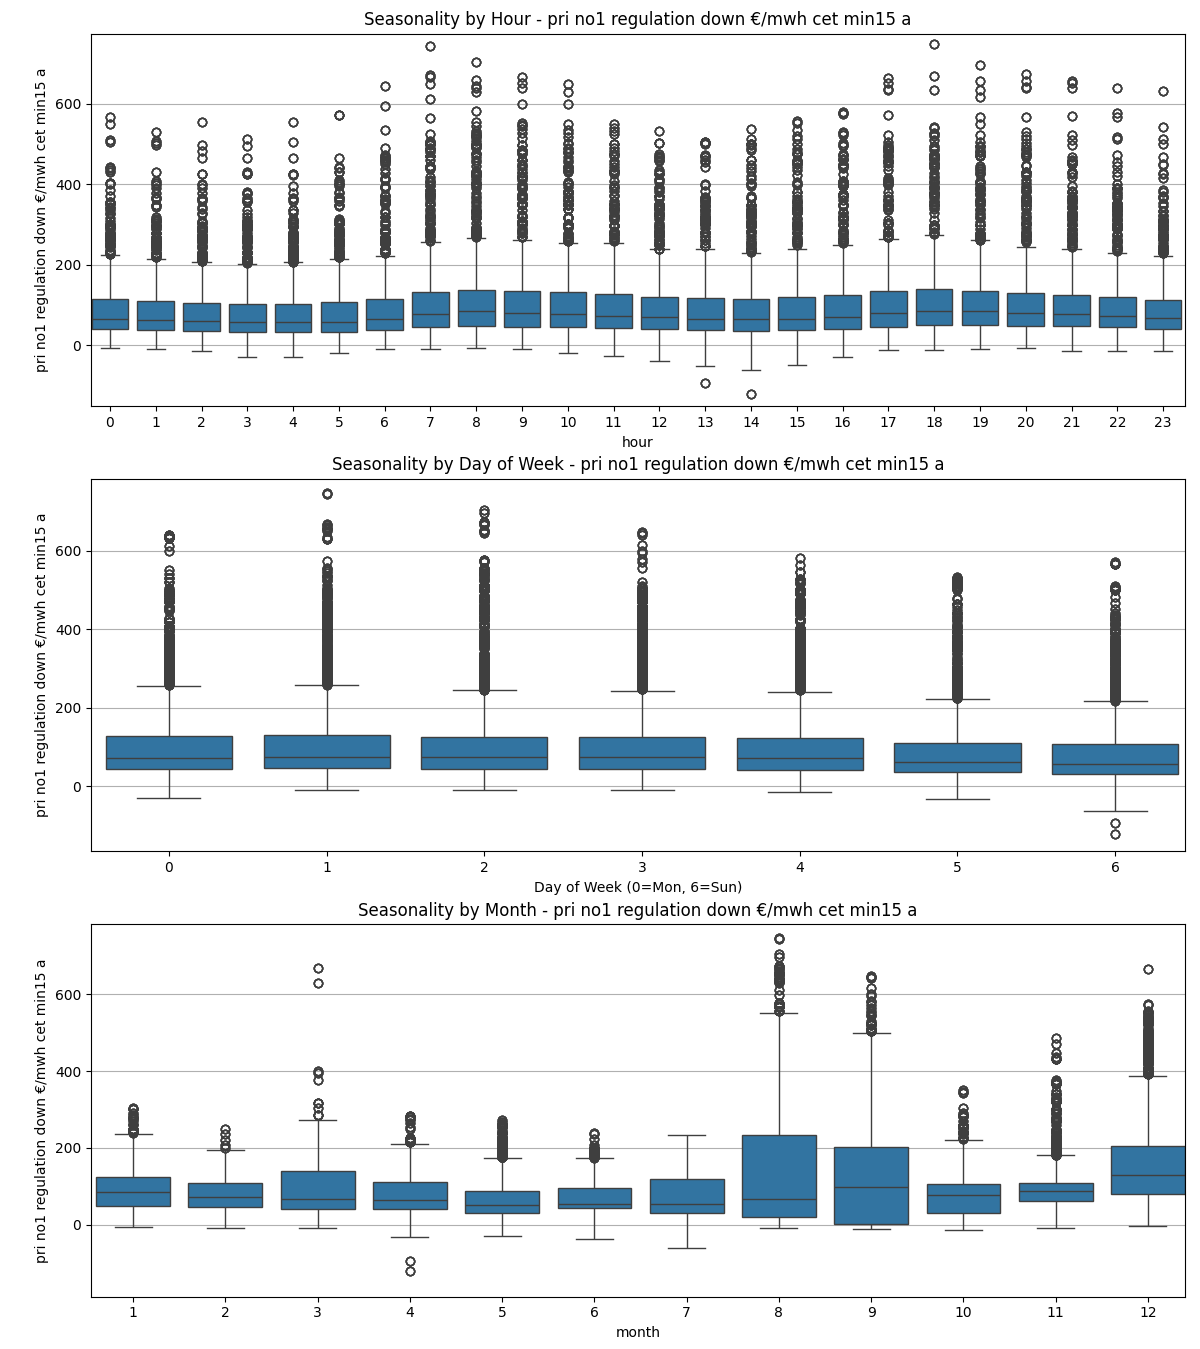 Seasonality by Hour - pri no1 regulation down €/mwh cet min15 a
pri no1 regulation down €/mwh cet min15 a
600
400
200
0
0 1 2 3 4 5 6 7 8 9 10 11 12 13 14 15 16 17 18 19 20 21 22 23
hour
Seasonality by Day of Week - pri no1 regulation down €/mwh cet min15 a
pri no1 regulation down €/mwh cet min15 a
600
400
200
0
0 1 2 3 4 5 6
Day of Week (0=Mon, 6=Sun)
Seasonality by Month - pri no1 regulation down €/mwh cet min15 a
pri no1 regulation down €/mwh cet min15 a
600
400
200
0
1 2 3 4 5 6 7 8 9 10 11 12
month